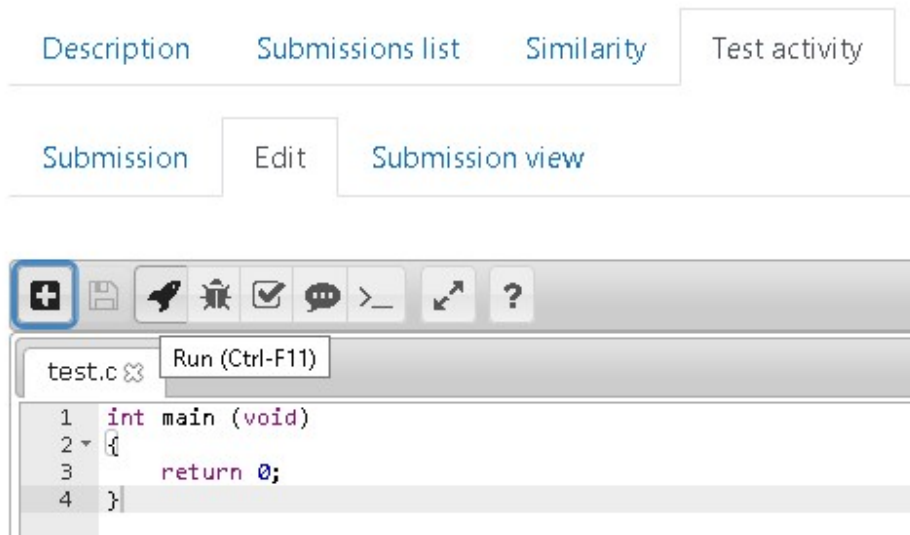 Description Submissions list Similarity Test activity
Submission Edit Submission view
>_ ?
Run (Ctrl-F11)
test.c
1 int main (void)
2 {
3 return 0;
4 }